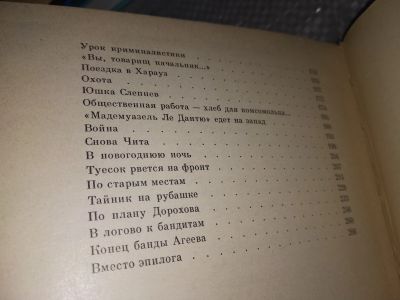 Урок криминалистики
«Вы, товарищ начальник...»
Поездка в Харауз
Охота
Юшка Слепнев
Общественная работа — хлеб для комсомольца...
«Мадемуазель Ле Дантю» едет на запад
Война
Снова Чита
В новогоднюю ночь
Туесок рвется на фронт
По старым местам
Тайник на рубашке
По плану Дорохова
В логово к бандитам
Конец банды Агеева
Вместо эпилога